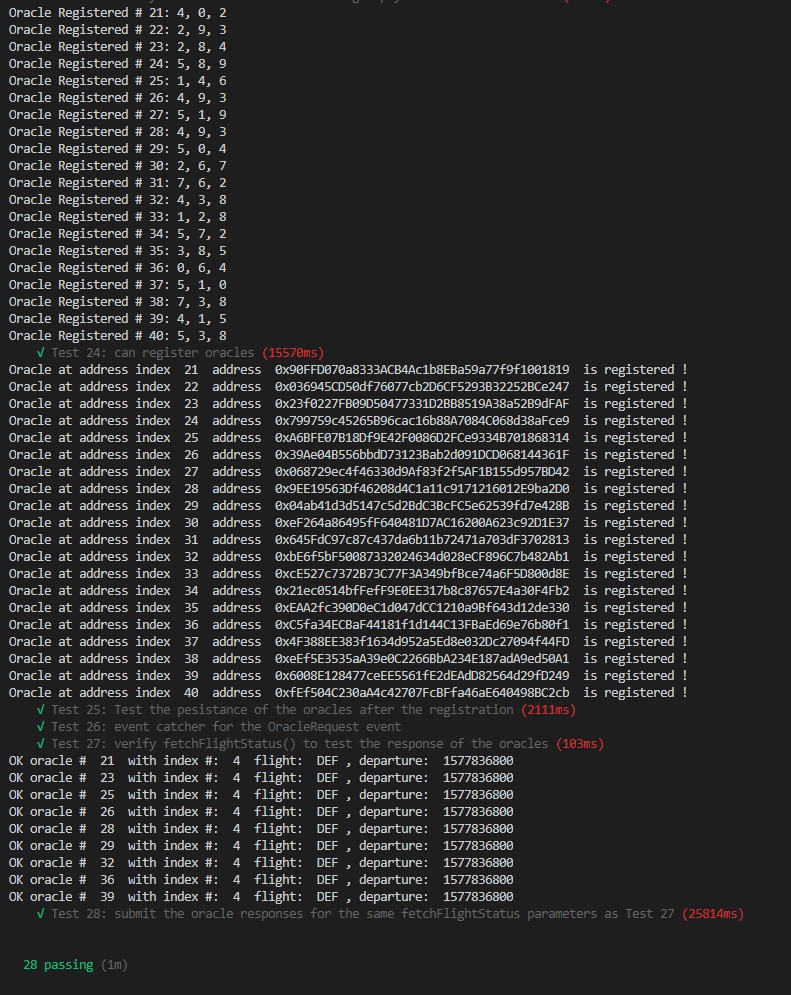 Oracle Registered # 21: 4, 0, 2
Oracle Registered # 22: 2, 9, 3
Oracle Registered # 23: 2, 8, 4
Oracle Registered # 24: 5, 8, 9
Oracle Registered # 25: 1, 4, 6
Oracle Registered # 26: 4, 9, 3
Oracle Registered # 27: 5, 1, 9
Oracle Registered # 28: 4, 9, 3
Oracle Registered # 29: 5, 0, 4
Oracle Registered # 30: 2, 6, 7
Oracle Registered # 31: 7, 6, 2
Oracle Registered # 32: 4, 3, 8
Oracle Registered # 33: 1, 2, 8
Oracle Registered # 34: 5, 7, 2
Oracle Registered # 35: 3, 8, 5
Oracle Registered # 36: 0, 6, 4
Oracle Registered # 37: 5, 1, 0
Oracle Registered # 38: 7, 3, 8
Oracle Registered # 39: 4, 1, 5
Oracle Registered # 40: 5, 3, 8
√ Test 24: can register oracles (15570ms)
Oracle at address index 21 address 0x90FFD070a8333ACB4Ac1b8EBa59a77f9f1001819 is registered !
Oracle at address index 22 address 0x036945CD50df76077cb2D6CF5293B32252BCe247 is registered !
Oracle at address index 23 address 0x23f0227FB09D50477331D2BB8519A38a52B9dFAF is registered !
Oracle at address index 24 address 0x799759c45265B96cac16b88A7084C068d38aFce9 is registered !
Oracle at address index 25 address 0xA6BFE07B18Df9E42F0086D2FCe9334B701868314 is registered !
Oracle at address index 26 address 0x39Ae04B556bbdD73123Bab2d091DCD068144361F is registered !
Oracle at address index 27 address 0x068729ec4f46330d9Af83f2f5AF1B155d957BD42 is registered !
Oracle at address index 28 address 0x9EE19563Df46208d4C1a11c9171216012E9ba2D0 is registered !
Oracle at address index 29 address 0x04ab41d3d5147c5d2BdC3BcFC5e62539fd7e428B is registered !
Oracle at address index 30 address 0xeF264a86495fF640481D7AC16200A623c92D1E37 is registered !
Oracle at address index 31 address 0x645FdC97c87c437da6b11b72471a703dF3702813 is registered !
Oracle at address index 32 address 0xbE6f5bF50087332024634d028eCF896C7b482Ab1 is registered !
Oracle at address index 33 address 0xcE527c7372B73C77F3A349bfBce74a6F5D800d8E is registered !
Oracle at address index 34 address 0x21ec0514bfFefF9E0EE317b8c87657E4a30F4Fb2 is registered !
Oracle at address index 35 address 0xEAA2fc390D0eC1d047dCC1210a9Bf643d12de330 is registered !
Oracle at address index 36 address 0xC5fa34ECBaF44181f1d144C13FBaEd69e76b80f1 is registered !
Oracle at address index 37 address 0x4F388EE383f1634d952a5Ed8e032Dc27094f44FD is registered !
Oracle at address index 38 address 0xeEf5E3535aA39e0C2266BbA234E187adA9ed50A1 is registered !
Oracle at address index 39 address 0x6008E128477ceEE5561fE2dEAdD82564d29fD249 is registered !
Oracle at address index 40 address 0xfEf504C230aA4c42707FcBFfa46aE640498BC2cb is registered !
√ Test 25: Test the pesistance of the oracles after the registration (2111ms)
√ Test 26: event catcher for the OracleRequest event
√ Test 27: verify fetchFlightStatus() to test the response of the oracles (103ms)
OK oracle # 21 with index #: 4 flight: DEF , departure: 1577836800
OK oracle # 23 with index #: 4 flight: DEF , departure: 1577836800
OK oracle # 25 with index #: 4 flight: DEF , departure: 1577836800
OK oracle # 26 with index #: 4 flight: DEF , departure: 1577836800
OK oracle # 28 with index #: 4 flight: DEF , departure: 1577836800
OK oracle # 29 with index #: 4 flight: DEF , departure: 1577836800
OK oracle # 32 with index #: 4 flight: DEF , departure: 1577836800
OK oracle # 36 with index #: 4 flight: DEF , departure: 1577836800
OK oracle # 39 with index #: 4 flight: DEF , departure: 1577836800
√ Test 28: submit the oracle responses for the same fetchFlightStatus parameters as Test 27 (25814ms)
28 passing (1m)